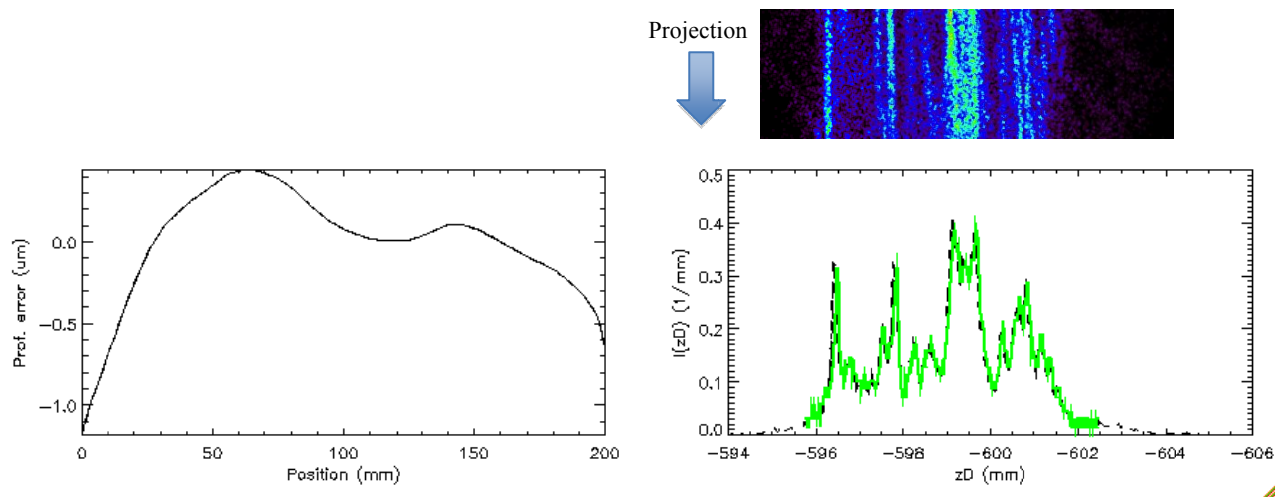 Projection
0.0
−0.5
−1.0
Prof. error (um)
0 50 100 150 200
Position (mm)
0.5
0.4
0.3
0.2
0.1
0.0
I(zD) (1/mm)
−594 −596 −598 −600 −602 −604 −606
zD (mm)